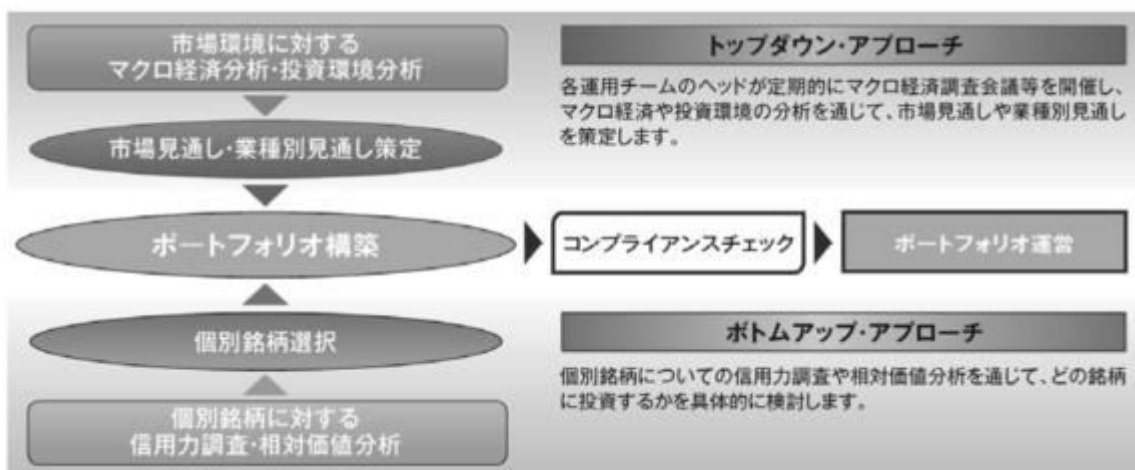 市場環境に対する
マクロ経済分析・投資環境分析
市場見通し・業種別見通し策定
トップダウン・アプローチ
各運用チームのヘッドが定期的にマクロ経済調査会議等を開催し、
マクロ経済や投資環境の分析を通じて、市場見通しや業種別見通し
を策定します。
ポートフォリオ構築
コンプライアンスチェック
ポートフォリオ運営
個別銘柄選択
個別銘柄に対する
信用力調査・相対価値分析
ボトムアップ・アプローチ
個別銘柄についての信用力調査や相対価値分析を通じて、どの銘柄
に投資するかを具体的に検討します。